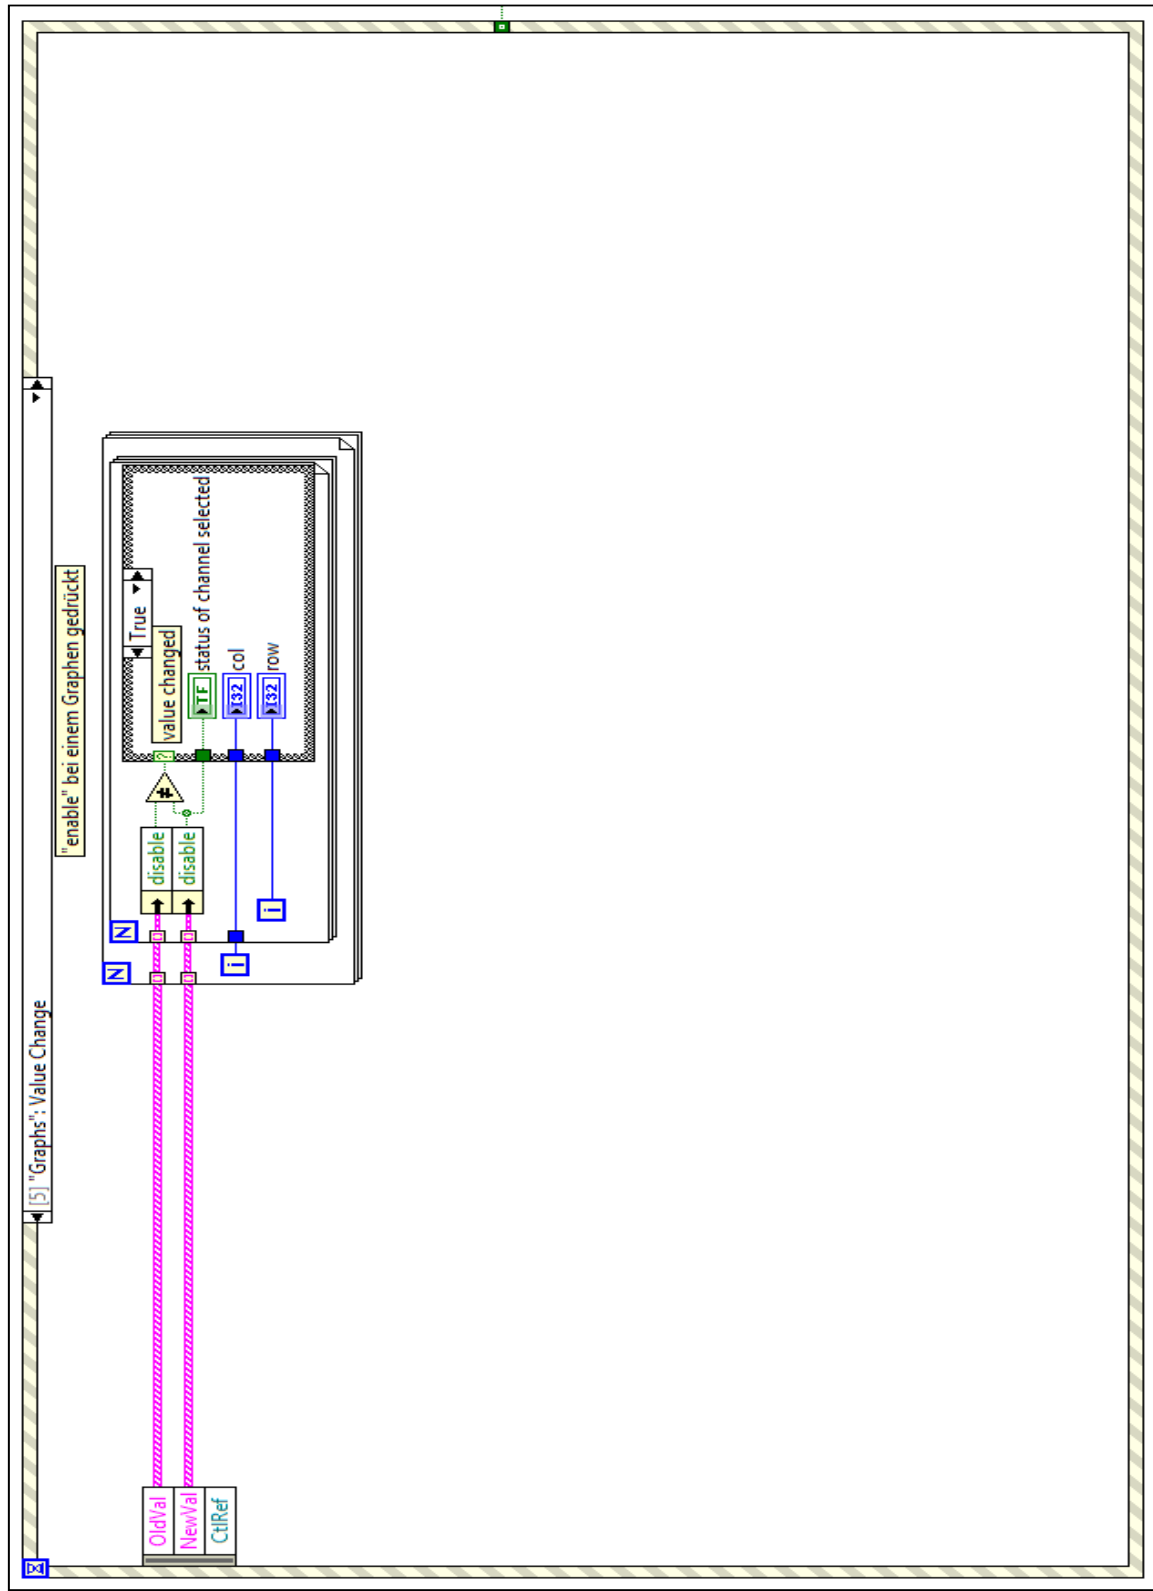 [5] "Graphs": Value Change
"enable" bei einem Graphen gedrückt
N
N
True
value changed
OldVal
NewVal
CtlRef
disable
disable
≠
?
TF
status of channel selected
i
I32
col
i
I32
row